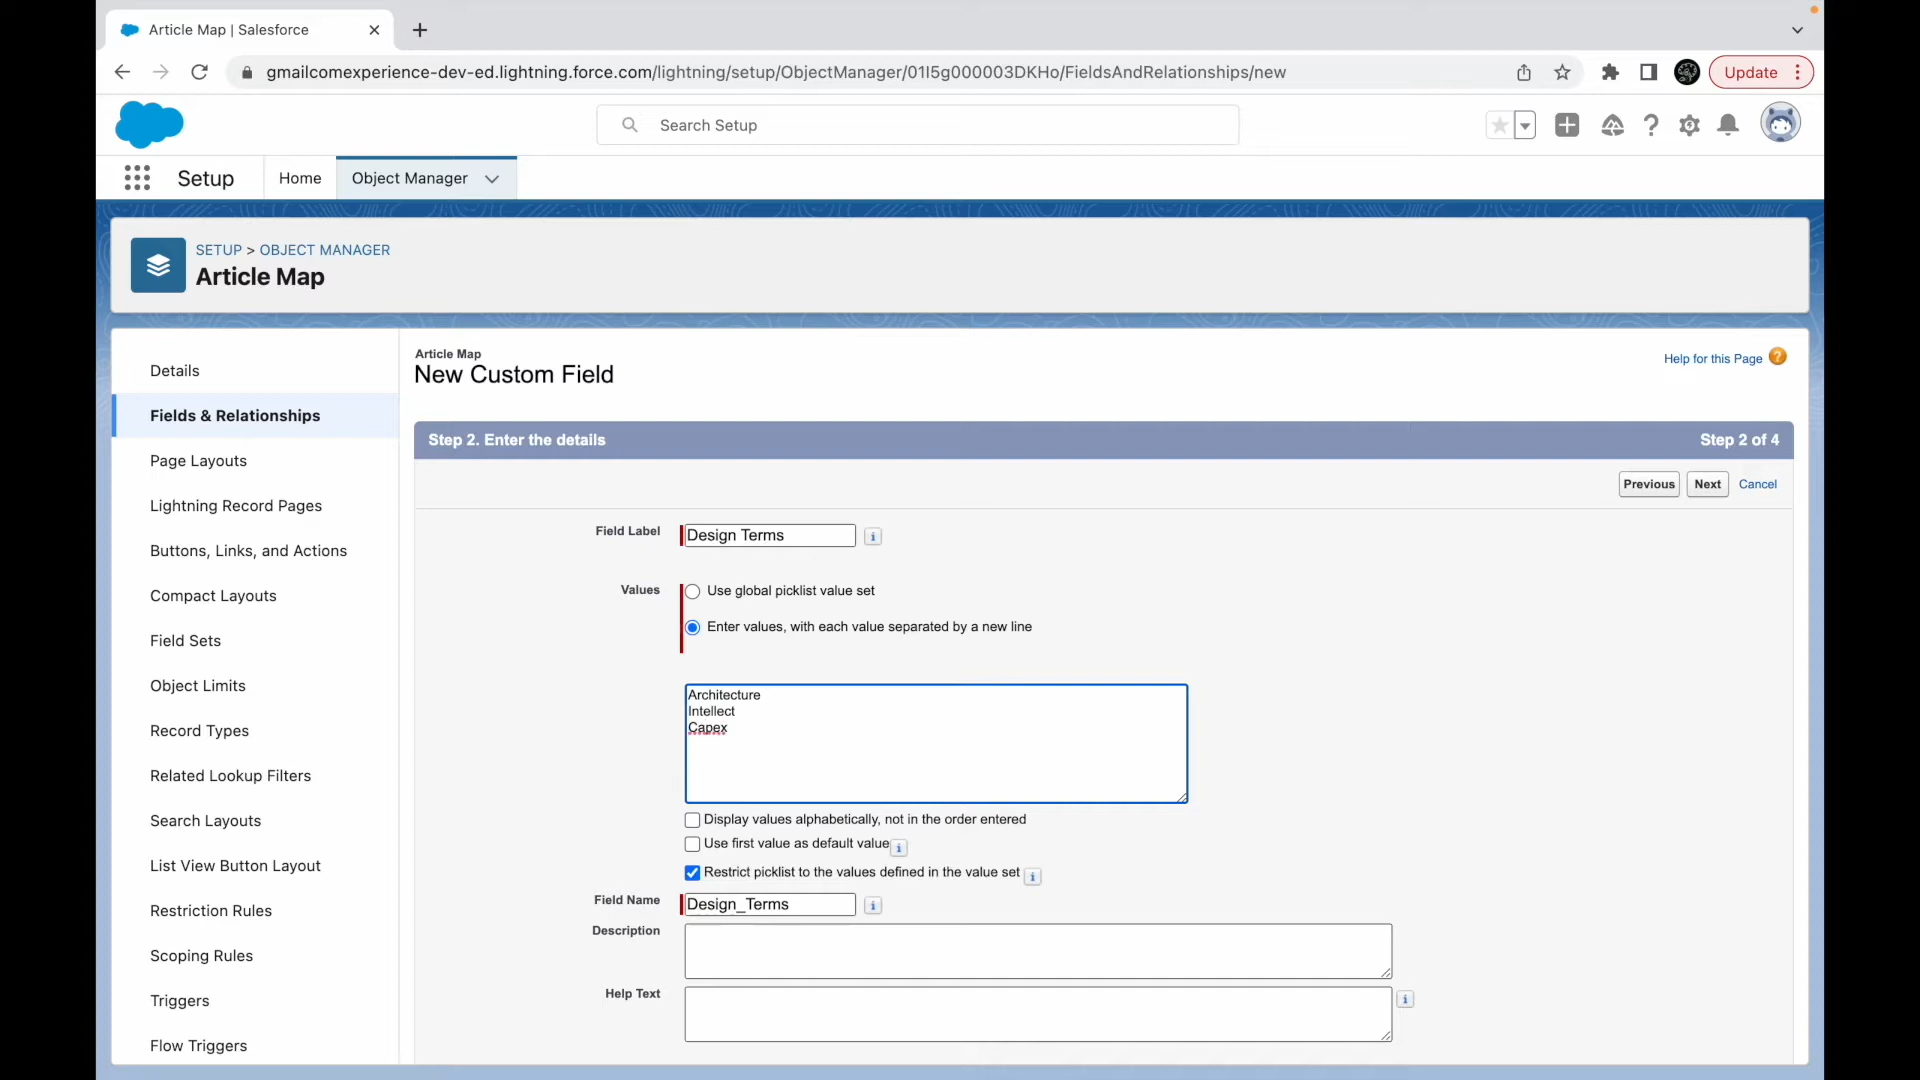 Article Map | Salesforce
gmailcomexperience-dev-ed.lightning.force.com/lightning/setup/ObjectManager/01I5g000003DKHo/FieldsAndRelationships/new
Update
Search Setup
Setup
Home
Object Manager
SETUP > OBJECT MANAGER
Article Map
Details
Fields & Relationships
Page Layouts
Lightning Record Pages
Buttons, Links, and Actions
Compact Layouts
Field Sets
Object Limits
Record Types
Related Lookup Filters
Search Layouts
List View Button Layout
Restriction Rules
Scoping Rules
Triggers
Flow Triggers
Article Map
New Custom Field
Help for this Page
Step 2. Enter the details
Step 2 of 4
Previous
Next
Cancel
Field Label
Design Terms
Values
Use global picklist value set
Enter values, with each value separated by a new line
Architecture
Intellect
Capex
Display values alphabetically, not in the order entered
Use first value as default value
Restrict picklist to the values defined in the value set
Field Name
Design_Terms
Description
Help Text